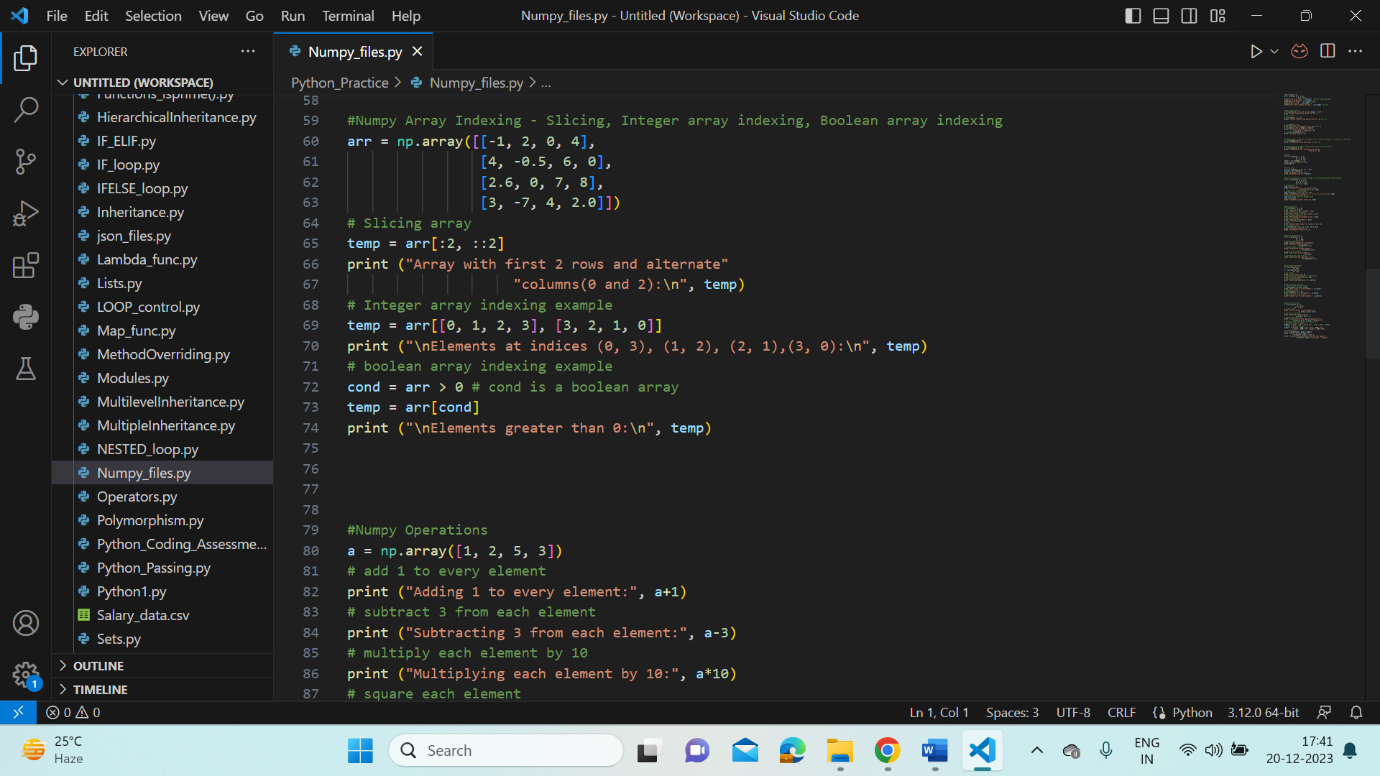 File Edit Selection View Go Run Terminal Help
Numpy_files.py - Untitled (Workspace) - Visual Studio Code
EXPLORER
UNTITLED (WORKSPACE)
Functions_isprime().py
HierarchicalInheritance.py
IF_ELIF.py
IF_loop.py
IFELSE_loop.py
Inheritance.py
json_files.py
Lambda_func.py
Lists.py
LOOP_control.py
Map_func.py
MethodOverriding.py
Modules.py
MultilevelInheritance.py
MultipleInheritance.py
NESTED_loop.py
Numpy_files.py
Operators.py
Polymorphism.py
Python_Coding_Assessme...
Python_Passing.py
Python1.py
Salary_data.csv
Sets.py
OUTLINE
TIMELINE
1
Numpy_files.py
Python_Practice > Numpy_files.py > ...
58
59 #Numpy Array Indexing - Slicing, Integer array indexing, Boolean array indexing
60 arr = np.array([[-1, 2, 0, 4],
61 [4, -0.5, 6, 0],
62 [2.6, 0, 7, 8],
63 [3, -7, 4, 2.0]])
64 # Slicing array
65 temp = arr[:2, ::2]
66 print ("Array with first 2 rows and alternate"
67 "columns(0 and 2):\n", temp)
68 # Integer array indexing example
69 temp = arr[[0, 1, 2, 3], [3, 2, 1, 0]]
70 print ("\nElements at indices (0, 3), (1, 2), (2, 1),(3, 0):\n", temp)
71 # boolean array indexing example
72 cond = arr > 0 # cond is a boolean array
73 temp = arr[cond]
74 print ("\nElements greater than 0:\n", temp)
75
76
77
78
79 #Numpy Operations
80 a = np.array([1, 2, 5, 3])
81 # add 1 to every element
82 print ("Adding 1 to every element:", a+1)
83 # subtract 3 from each element
84 print ("Subtracting 3 from each element:", a-3)
85 # multiply each element by 10
86 print ("Multiplying each element by 10:", a*10)
87 # square each element
0 0
Ln 1, Col 1 Spaces: 3 UTF-8 CRLF Python 3.12.0 64-bit
25°C
Haze
Search
ENG
IN
17:41
20-12-2023